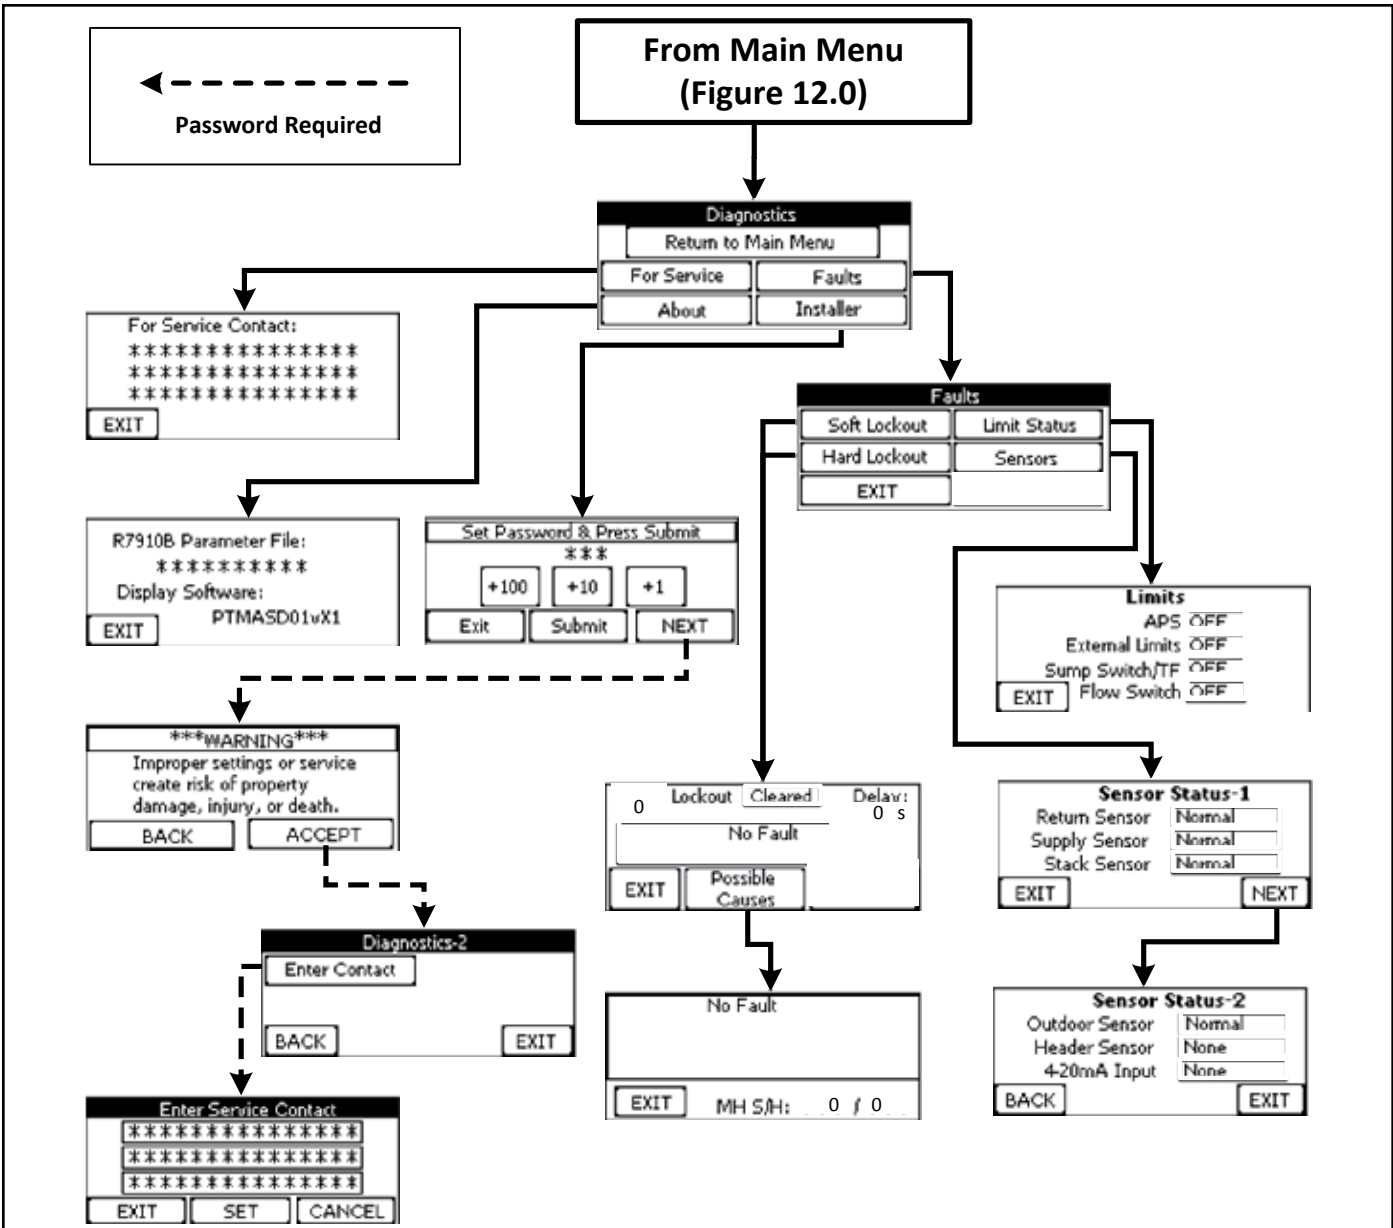 From Main Menu
(Figure 12.0)
Password Required
Diagnostics
Return to Main Menu
For Service
Faults
About
Installer
For Service Contact:
***************
***************
***************
EXIT
Faults
Soft Lockout
Limit Status
Hard Lockout
Sensors
EXIT
R7910B Parameter File:
**********
Display Software:
PTMASD01vX1
EXIT
Set Password & Press Submit
***
+100
+10
+1
Exit
Submit
NEXT
Limits
APS OFF
External Limits OFF
Sump Switch/TF OFF
Flow Switch OFF
EXIT
***WARNING***
Improper settings or service
create risk of property
damage, injury, or death.
BACK
ACCEPT
0 Lockout Cleared Delay:
0 s
No Fault
EXIT
Possible
Causes
Sensor Status-1
Return Sensor Normal
Supply Sensor Normal
Stack Sensor Normal
EXIT
NEXT
Diagnostics-2
Enter Contact
BACK
EXIT
No Fault
EXIT
MH S/H: 0 / 0
Sensor Status-2
Outdoor Sensor Normal
Header Sensor None
4-20mA Input None
BACK
EXIT
Enter Service Contact
***************
***************
***************
EXIT
SET
CANCEL